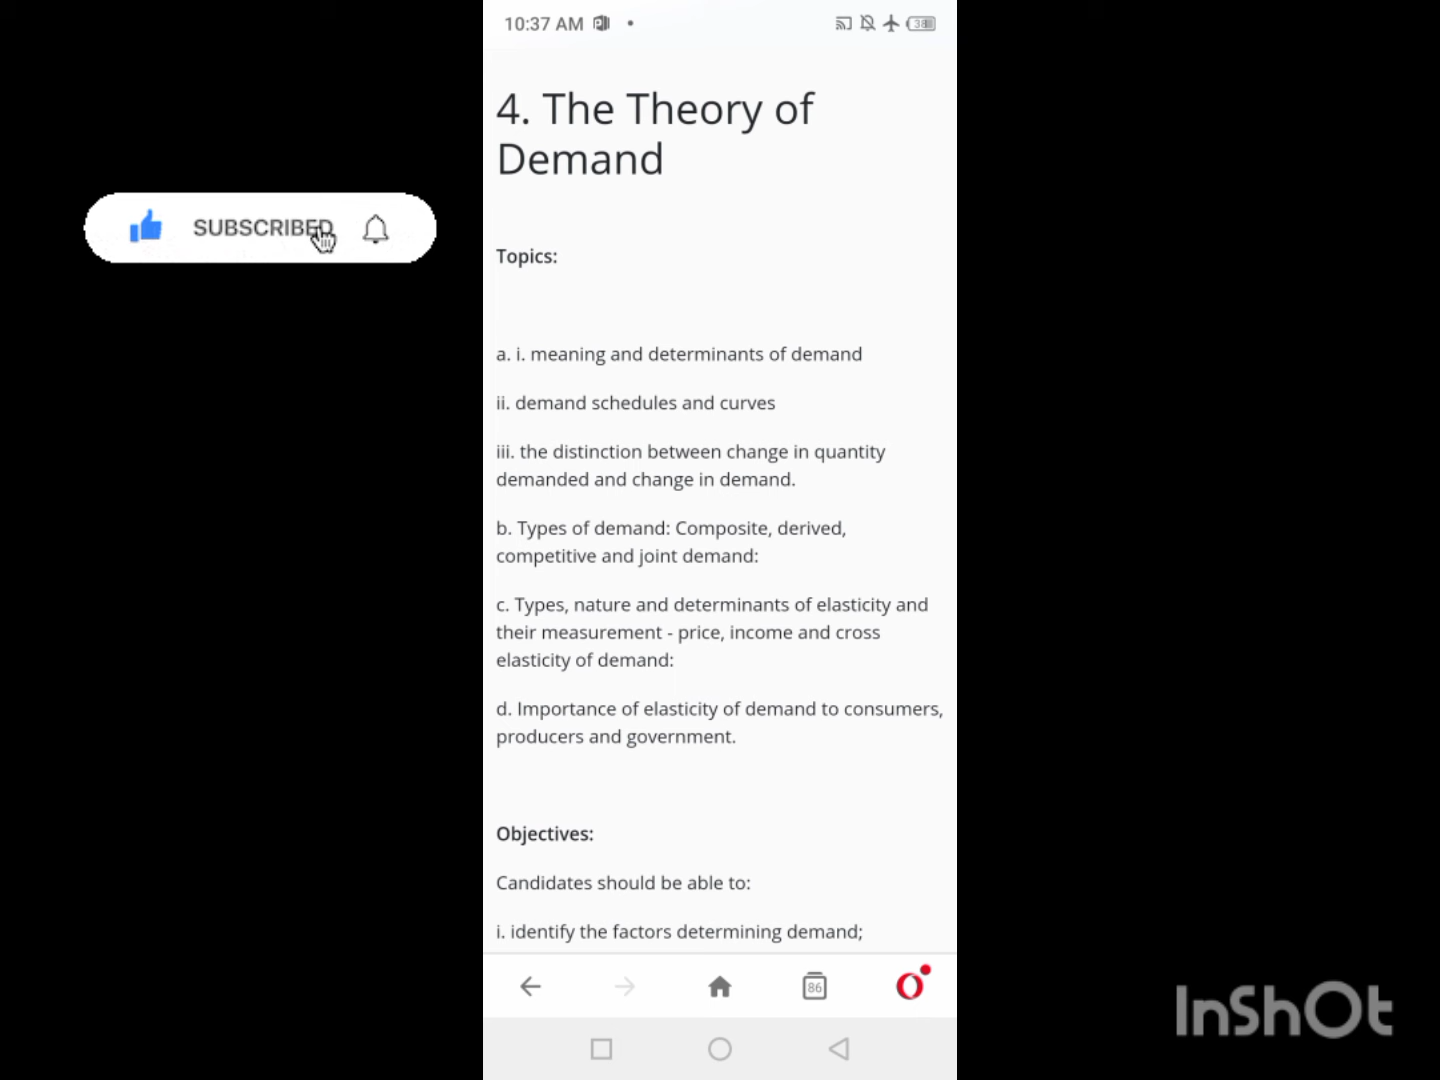 10:37 AM
38
4. The Theory of
Demand
SUBSCRIBED
Topics:
a. i. meaning and determinants of demand
ii. demand schedules and curves
iii. the distinction between change in quantity
demanded and change in demand.
b. Types of demand: Composite, derived,
competitive and joint demand:
c. Types, nature and determinants of elasticity and
their measurement - price, income and cross
elasticity of demand:
d. Importance of elasticity of demand to consumers,
producers and government.
Objectives:
Candidates should be able to:
i. identify the factors determining demand;
86
InShOt